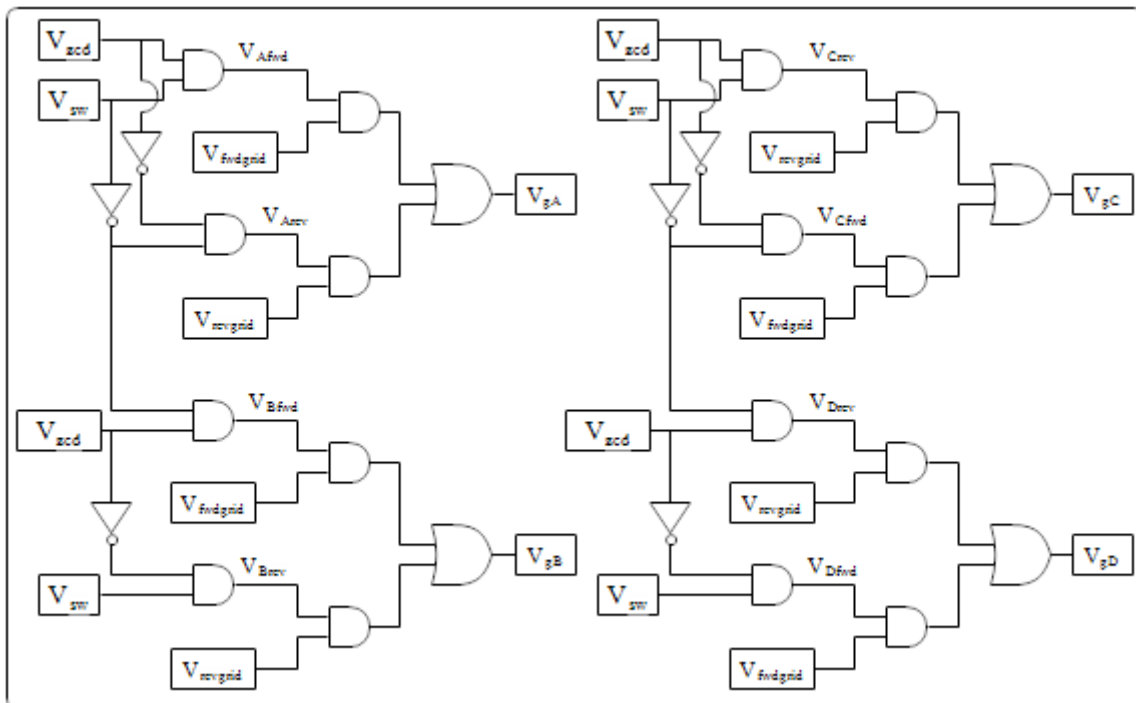 Vzcd
VAfwd
Vzcd
VCrev
Vsw
Vsw
Vfwdgrid
Vrevgrid
VgA
VgC
VArev
VCfwd
Vrevgrid
Vfwdgrid
VBfwd
VDrev
Vzcd
Vzcd
Vfwdgrid
Vrevgrid
VgB
VgD
VBrev
VDfwd
Vsw
Vsw
Vrevgrid
Vfwdgrid